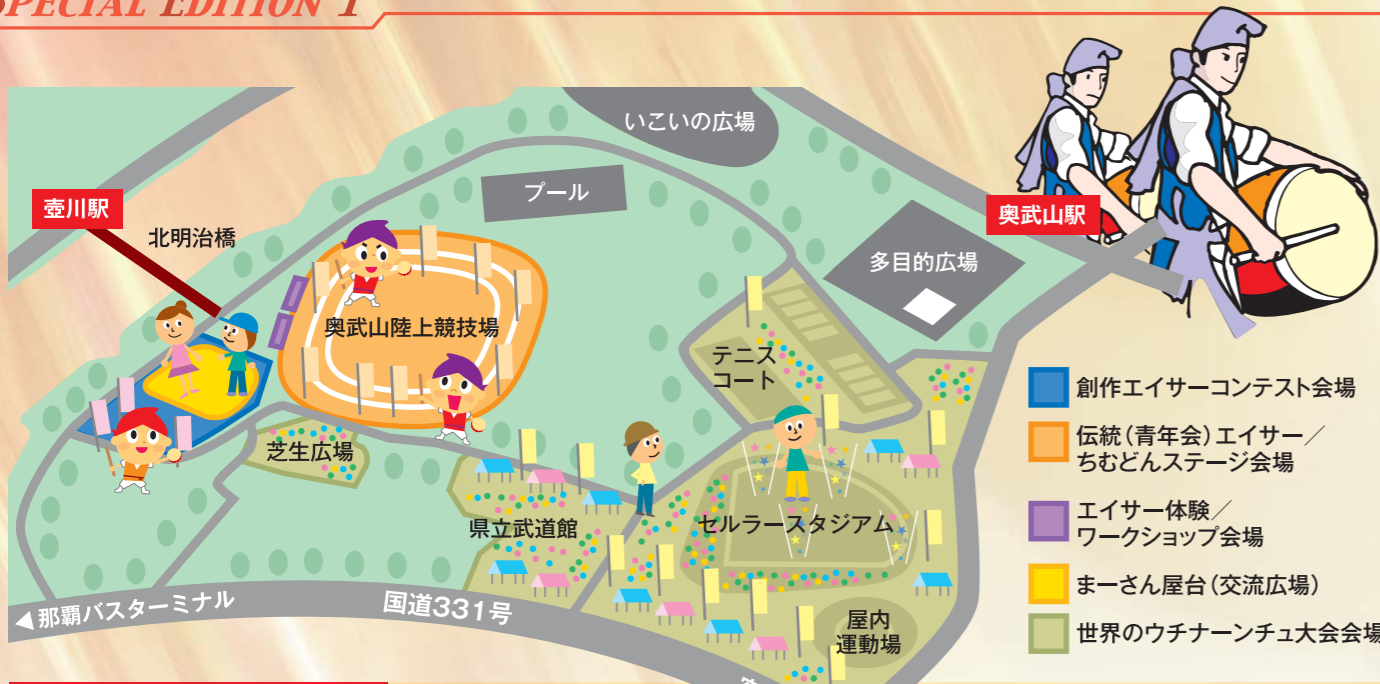 SPECIAL EDITION 1
いこいの広場
プール
壺川駅
北明治橋
奥武山駅
多目的広場
奥武山陸上競技場
テニス
コート
芝生広場
県立武道館
セルラースタジアム
屋内
運動場
◀那覇バスターミナル
国道331号
創作エイサーコンテスト会場
伝統(青年会)エイサー/
ちむどんステージ会場
エイサー体験/
ワークショップ会場
まーさん屋台(交流広場)
世界のウチナーンチュ大会会場